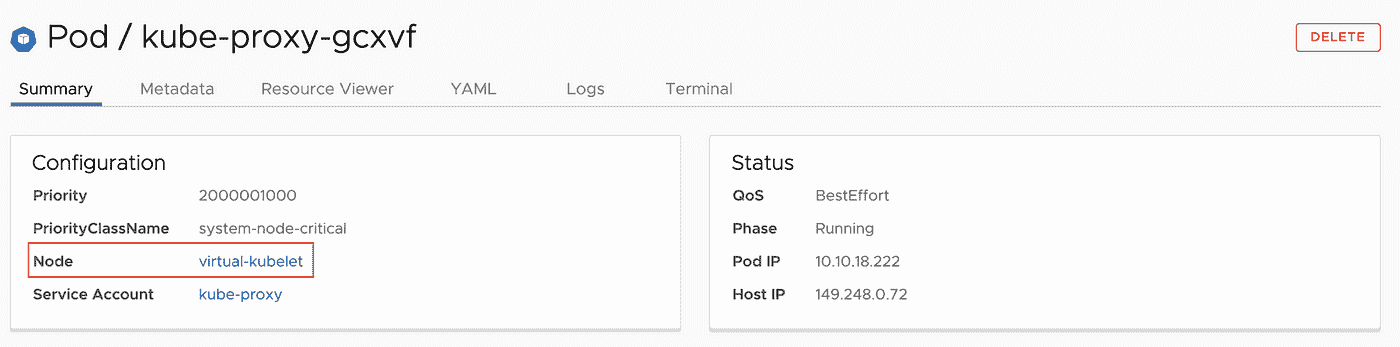 Pod / kube-proxy-gcxvf
DELETE
Summary Metadata Resource Viewer YAML Logs Terminal
Configuration
Priority 2000001000
PriorityClassName system-node-critical
Node virtual-kubelet
Service Account kube-proxy
Status
QoS BestEffort
Phase Running
Pod IP 10.10.18.222
Host IP 149.248.0.72